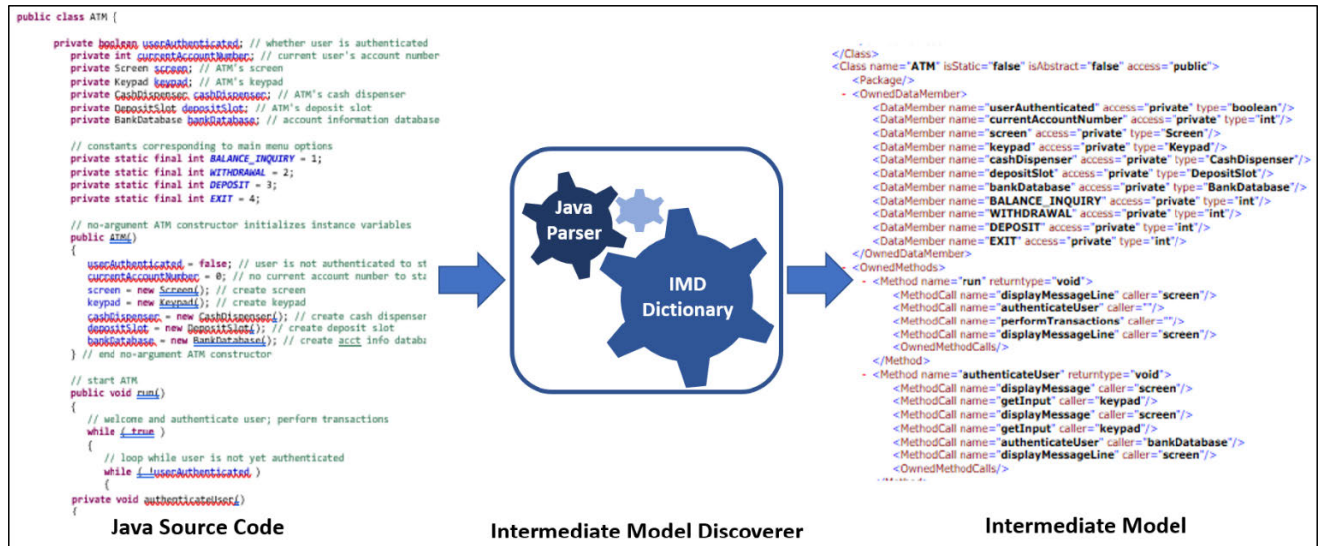 public class ATM {
private boolean userAuthenticated; // whether user is authenticated
private int currentAccountNumber; // current user's account number
private Screen screen; // ATM's screen
private Keypad keypad; // ATM's keypad
private CashDispenser cashDispenser; // ATM's cash dispenser
private DepositSlot depositSlot; // ATM's deposit slot
private BankDatabase bankDatabase; // account information database
// constants corresponding to main menu options
private static final int BALANCE_INQUIRY = 1;
private static final int WITHDRAWAL = 2;
private static final int DEPOSIT = 3;
private static final int EXIT = 4;
// no-argument ATM constructor initializes instance variables
public ATM()
{
userAuthenticated = false; // user is not authenticated to st
currentAccountNumber = 0; // no current account number to sta
screen = new Screen(); // create screen
keypad = new Keypad(); // create keypad
cashDispenser = new CashDispenser(); // create cash dispenser
depositSlot = new DepositSlot(); // create deposit slot
bankDatabase = new BankDatabase(); // create acct info databa
} // end no-argument ATM constructor
// start ATM
public void run()
{
// welcome and authenticate user; perform transactions
while ( true )
{
// loop while user is not yet authenticated
while ( !userAuthenticated )
{
private void authenticateUser()
{
Java Source Code
Java
Parser
IMD
Dictionary
Intermediate Model Discoverer
</Class>
<Class name="ATM" isStatic="false" isAbstract="false" access="public">
<Package/>
- <OwnedDataMember>
<DataMember name="userAuthenticated" access="private" type="boolean"/>
<DataMember name="currentAccountNumber" access="private" type="int"/>
<DataMember name="screen" access="private" type="Screen"/>
<DataMember name="keypad" access="private" type="Keypad"/>
<DataMember name="cashDispenser" access="private" type="CashDispenser"/>
<DataMember name="depositSlot" access="private" type="DepositSlot"/>
<DataMember name="bankDatabase" access="private" type="BankDatabase"/>
<DataMember name="BALANCE_INQUIRY" access="private" type="int"/>
<DataMember name="WITHDRAWAL" access="private" type="int"/>
<DataMember name="DEPOSIT" access="private" type="int"/>
<DataMember name="EXIT" access="private" type="int"/>
</OwnedDataMember>
- <OwnedMethods>
- <Method name="run" returntype="void">
<MethodCall name="displayMessageLine" caller="screen"/>
<MethodCall name="authenticateUser" caller=""/>
<MethodCall name="performTransactions" caller=""/>
<MethodCall name="displayMessageLine" caller="screen"/>
<OwnedMethodCalls/>
</Method>
- <Method name="authenticateUser" returntype="void">
<MethodCall name="displayMessage" caller="screen"/>
<MethodCall name="getInput" caller="keypad"/>
<MethodCall name="displayMessage" caller="screen"/>
<MethodCall name="getInput" caller="keypad"/>
<MethodCall name="authenticateUser" caller="bankDatabase"/>
<MethodCall name="displayMessageLine" caller="screen"/>
<OwnedMethodCalls/>
Intermediate Model